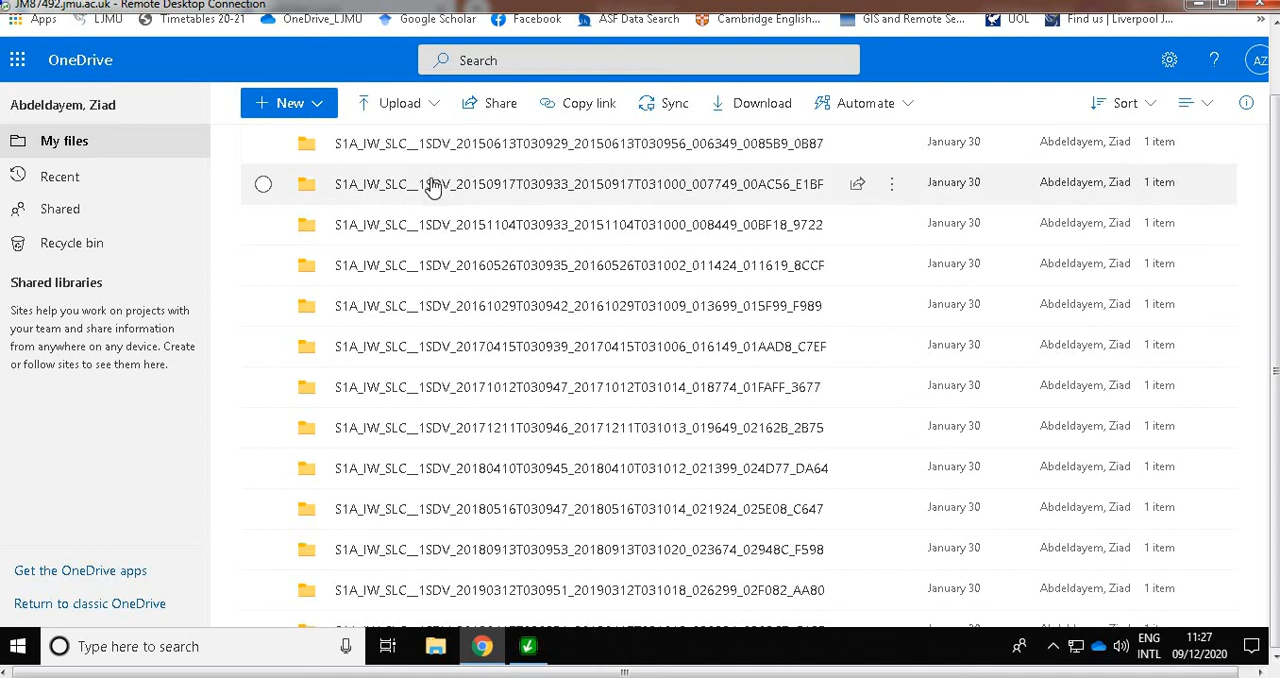 JM87492.jmu.ac.uk - Remote Desktop Connection
Apps LJMU Timetables 20-21 OneDrive_LJMU Google Scholar Facebook ASF Data Search Cambridge English... GIS and Remote Se... UOL Find us | Liverpool J... »
OneDrive Search ? AZ
Abdeldayem, Ziad
My files
Recent
Shared
Recycle bin
Shared libraries
Sites help you work on projects with
your team and share information
from anywhere on any device. Create
or follow sites to see them here.
Get the OneDrive apps
Return to classic OneDrive
+ New Upload Share Copy link Sync Download Automate Sort
S1A_IW_SLC__1SDV_20150613T030929_20150613T030956_006349_0085B9_0B87 January 30 Abdeldayem, Ziad 1 item
S1A_IW_SLC__1SDV_20150917T030933_20150917T031000_007749_00AC56_E1BF January 30 Abdeldayem, Ziad 1 item
S1A_IW_SLC__1SDV_20151104T030933_20151104T031000_008449_00BF18_9722 January 30 Abdeldayem, Ziad 1 item
S1A_IW_SLC__1SDV_20160526T030935_20160526T031002_011424_011619_8CCF January 30 Abdeldayem, Ziad 1 item
S1A_IW_SLC__1SDV_20161029T030942_20161029T031009_013699_015F99_F989 January 30 Abdeldayem, Ziad 1 item
S1A_IW_SLC__1SDV_20170415T030939_20170415T031006_016149_01AAD8_C7EF January 30 Abdeldayem, Ziad 1 item
S1A_IW_SLC__1SDV_20171012T030947_20171012T031014_018774_01FAFF_3677 January 30 Abdeldayem, Ziad 1 item
S1A_IW_SLC__1SDV_20171211T030946_20171211T031013_019649_02162B_2B75 January 30 Abdeldayem, Ziad 1 item
S1A_IW_SLC__1SDV_20180410T030945_20180410T031012_021399_024D77_DA64 January 30 Abdeldayem, Ziad 1 item
S1A_IW_SLC__1SDV_20180516T030947_20180516T031014_021924_025E08_C647 January 30 Abdeldayem, Ziad 1 item
S1A_IW_SLC__1SDV_20180913T030953_20180913T031020_023674_02948C_F598 January 30 Abdeldayem, Ziad 1 item
S1A_IW_SLC__1SDV_20190312T030951_20190312T031018_026299_02F082_AA80 January 30 Abdeldayem, Ziad 1 item
Type here to search
ENG
INTL
11:27
09/12/2020